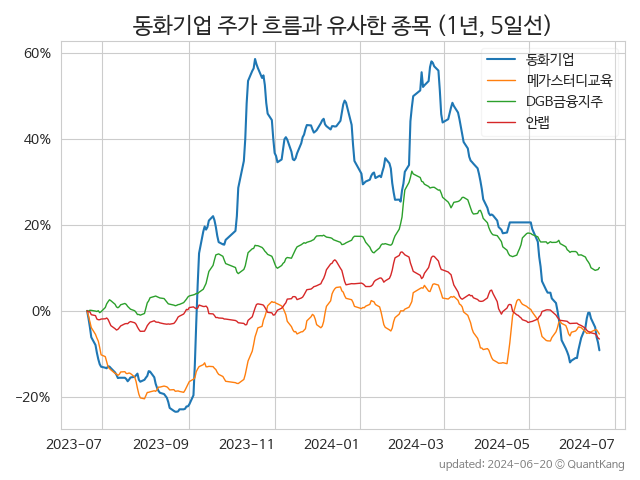 동화기업 주가 흐름과 유사한 종목 (1년, 5일선)
동화기업
메가스터디교육
DGB금융지주
안랩
60%
40%
20%
0%
−20%
2023-07 2023-09 2023-11 2024-01 2024-03 2024-05 2024-07
updated: 2024-06-20 © QuantKang